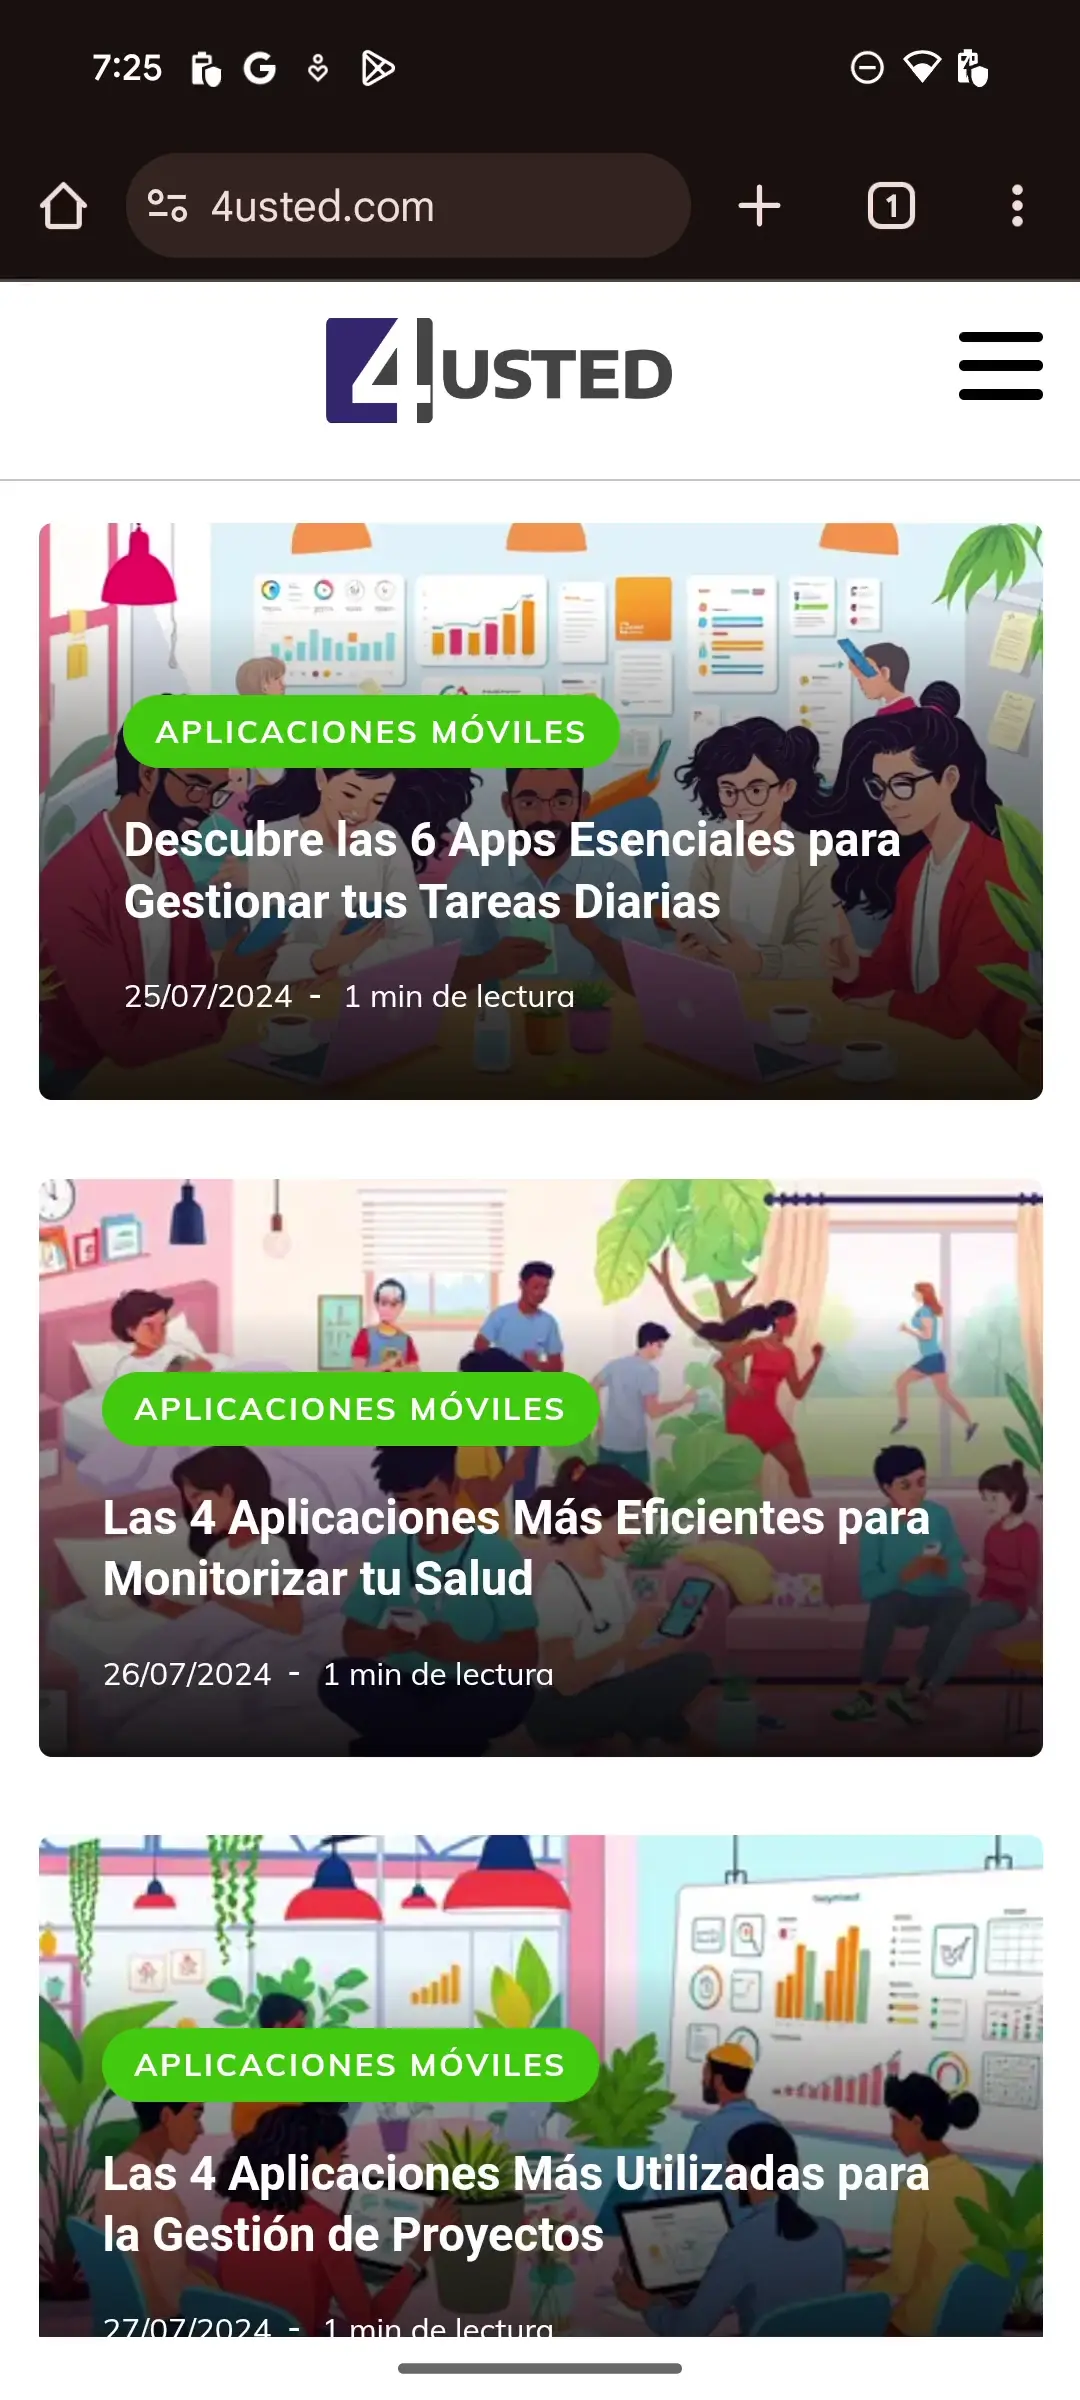 7:25
4usted.com
1
4USTED
APLICACIONES MÓVILES
Descubre las 6 Apps Esenciales para
Gestionar tus Tareas Diarias
25/07/2024 - 1 min de lectura
APLICACIONES MÓVILES
Las 4 Aplicaciones Más Eficientes para
Monitorizar tu Salud
26/07/2024 - 1 min de lectura
APLICACIONES MÓVILES
Las 4 Aplicaciones Más Utilizadas para
la Gestión de Proyectos
27/07/2024 - 1 min de lectura